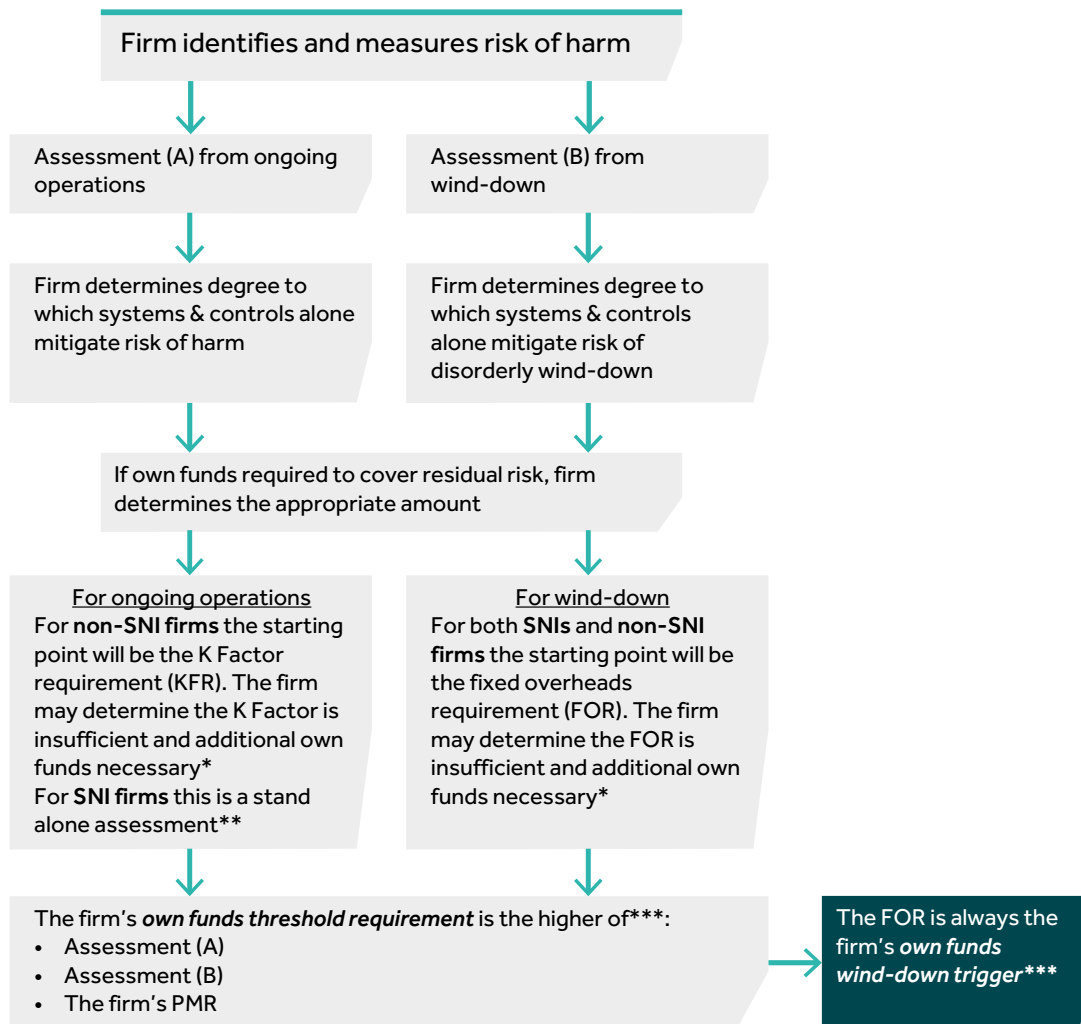 Firm identifies and measures risk of harm
Assessment (A) from ongoing
operations
Assessment (B) from
wind-down
Firm determines degree to
which systems & controls alone
mitigate risk of harm
Firm determines degree to
which systems & controls
alone mitigate risk of
disorderly wind-down
If own funds required to cover residual risk, firm
determines the appropriate amount
For ongoing operations
For non-SNI firms the starting
point will be the K Factor
requirement (KFR). The firm
may determine the K Factor is
insufficient and additional own
funds necessary*
For SNI firms this is a stand
alone assessment**
For wind-down
For both SNIs and non-SNI
firms the starting point will be
the fixed overheads
requirement (FOR). The firm
may determine the FOR is
insufficient and additional own
funds necessary*
The firm's own funds threshold requirement is the higher of***:
• Assessment (A)
• Assessment (B)
• The firm's PMR
The FOR is always the
firm's own funds
wind-down trigger***